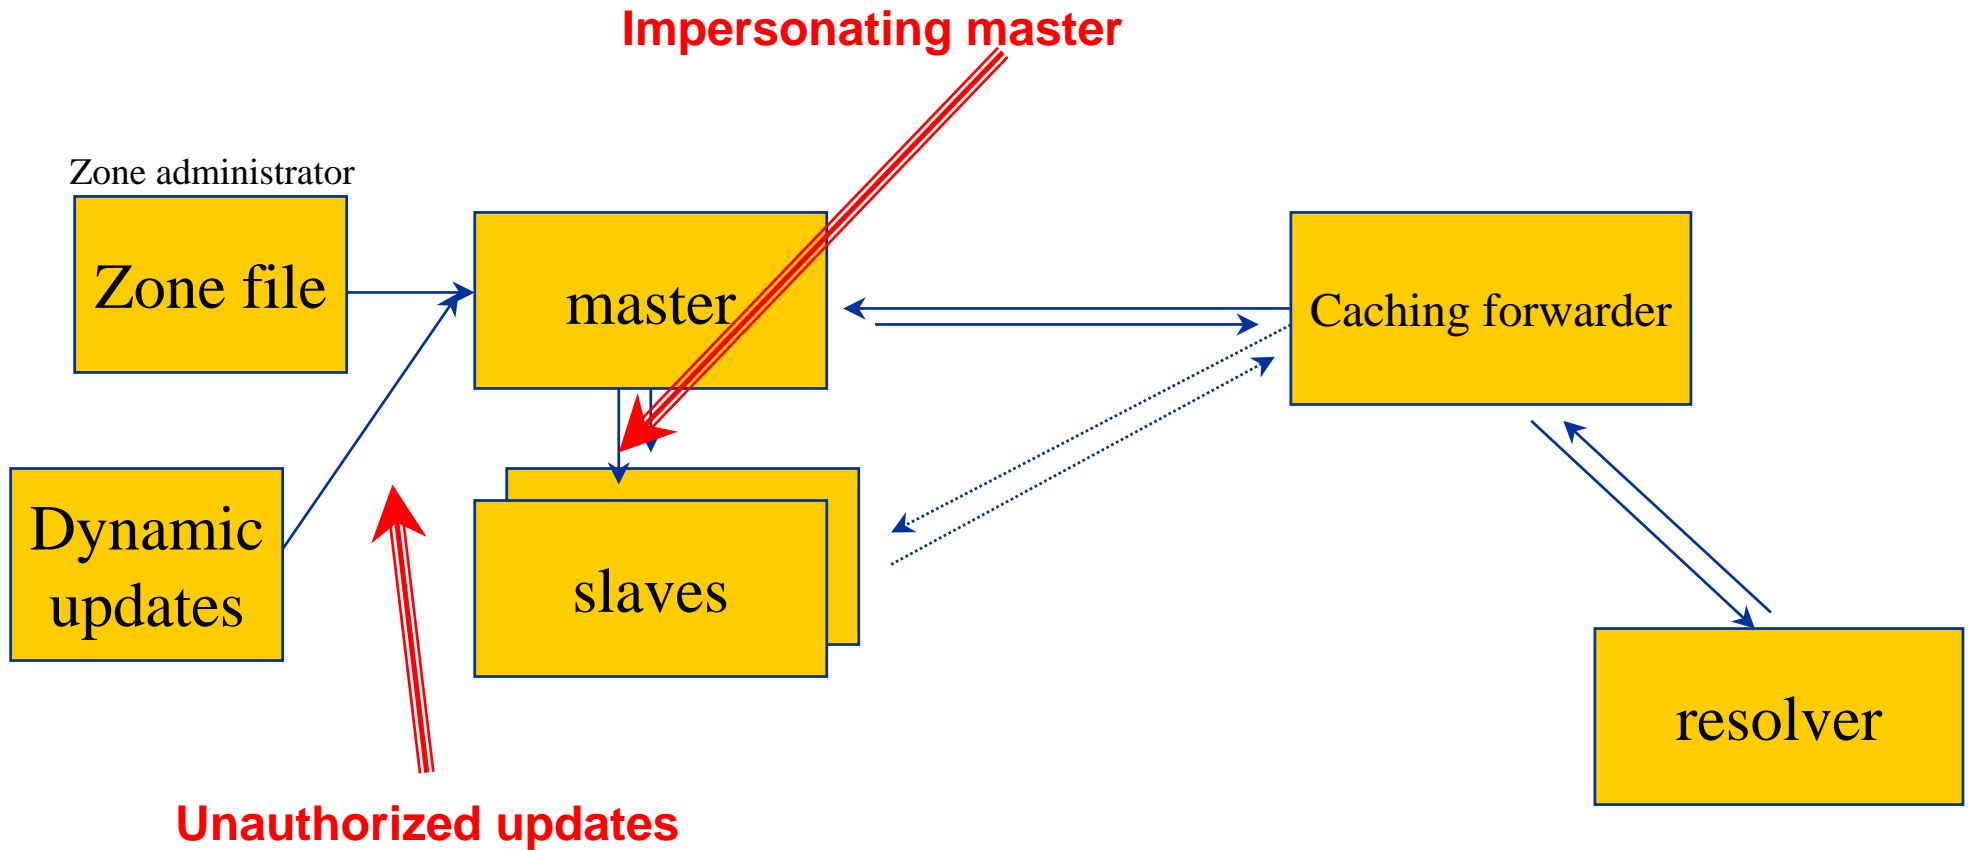 Impersonating master
Zone administrator
Zone file
master
Caching forwarder
Dynamic
updates
slaves
resolver
Unauthorized updates